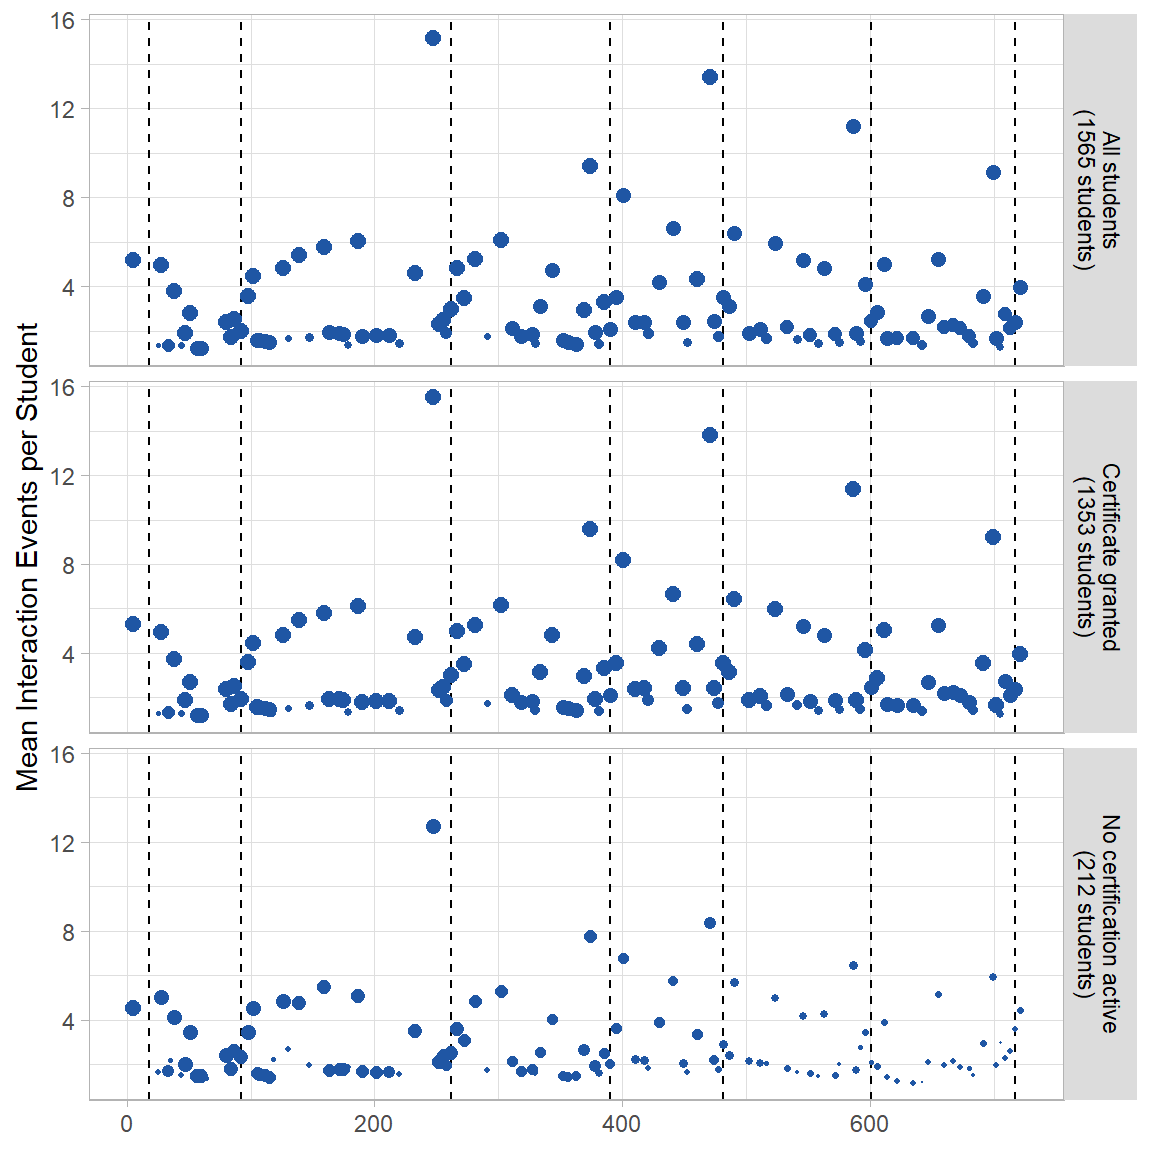 Mean Interaction Events per Student
16
12
8
4
All students
(1565 students)
16
12
8
4
Certificate granted
(1353 students)
16
12
8
4
No certification active
(212 students)
0
200
400
600